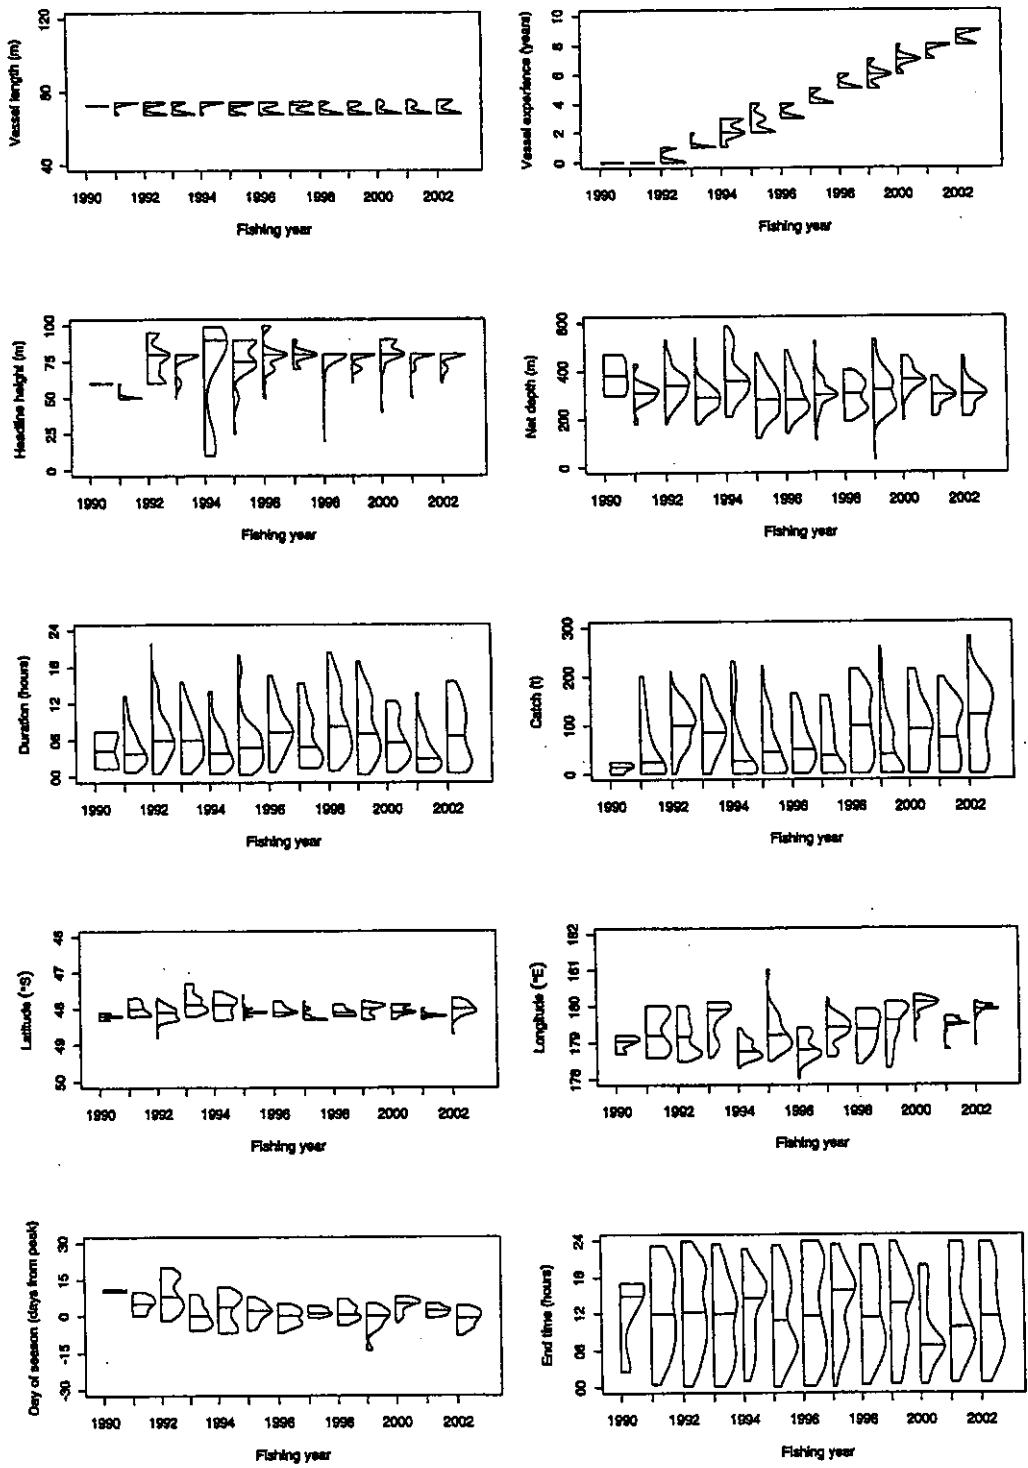 Vessel length (m)
120
80
40
1990 1992 1994 1996 1998 2000 2002
Fishing year
Vessel experience (years)
10
8
6
4
2
0
1990 1992 1994 1996 1998 2000 2002
Fishing year
Headline height (m)
100
75
50
25
0
1990 1992 1994 1996 1998 2000 2002
Fishing year
Net depth (m)
600
400
200
0
1990 1992 1994 1996 1998 2000 2002
Fishing year
Duration (hours)
24
18
12
06
00
1990 1992 1994 1996 1998 2000 2002
Fishing year
Catch (t)
300
200
100
0
1990 1992 1994 1996 1998 2000 2002
Fishing year
Latitude (°S)
46
47
48
49
50
1990 1992 1994 1996 1998 2000 2002
Fishing year
Longitude (°E)
182
181
180
179
178
1990 1992 1994 1996 1998 2000 2002
Fishing year
Day of season (days from peak)
30
15
0
-15
-30
1990 1992 1994 1996 1998 2000 2002
Fishing year
End time (hours)
24
18
12
06
00
1990 1992 1994 1996 1998 2000 2002
Fishing year